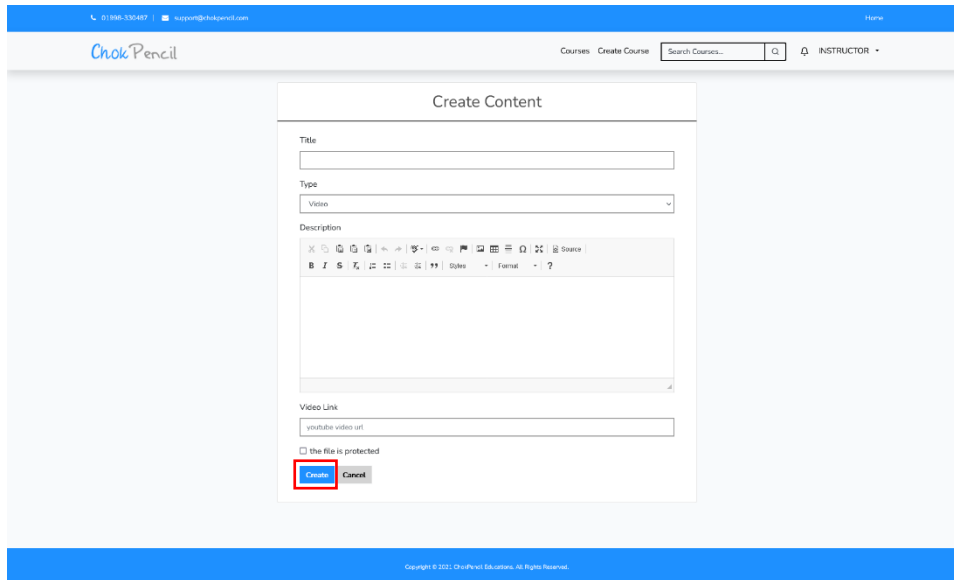 01998-330487 | support@chokpencil.com Home
ChokPencil Courses Create Course Search Courses... INSTRUCTOR
Create Content
Title
Type
Video
Description
Source
B I S Styles Format ?
Video Link
youtube video url
the file is protected
Create Cancel
Copyright © 2021 ChokPencil Educations. All Rights Reserved.